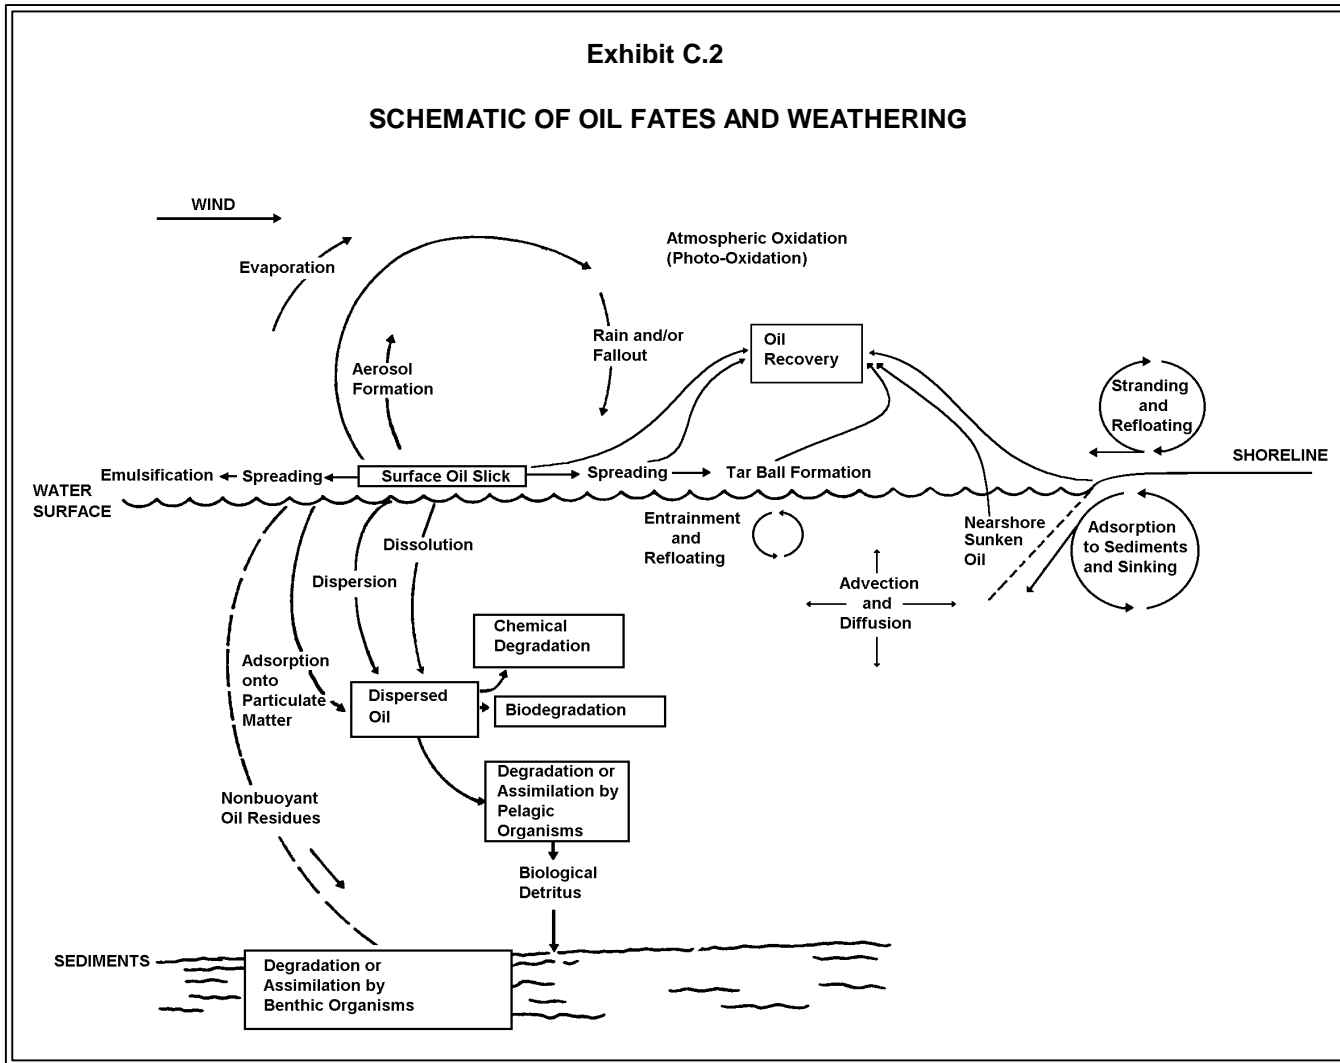 Exhibit C.2
SCHEMATIC OF OIL FATES AND WEATHERING
WIND
Evaporation
Atmospheric Oxidation
(Photo-Oxidation)
Aerosol
Formation
Rain and/or
Fallout
Oil
Recovery
Stranding
and
Refloating
SHORELINE
Emulsification
Spreading
Surface Oil Slick
Spreading
Tar Ball Formation
WATER
SURFACE
Entrainment
and
Refloating
Nearshore
Sunken
Oil
Adsorption
to Sediments
and Sinking
Dissolution
Dispersion
Advection
and
Diffusion
Chemical
Degradation
Adsorption
onto
Particulate
Matter
Dispersed
Oil
Biodegradation
Nonbuoyant
Oil Residues
Degradation or
Assimilation by
Pelagic
Organisms
Biological
Detritus
SEDIMENTS
Degradation or
Assimilation by
Benthic Organisms